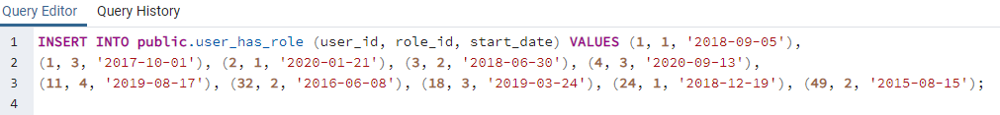 Query Editor Query History
1 INSERT INTO public.user_has_role (user_id, role_id, start_date) VALUES (1, 1, '2018-09-05'),
2 (1, 3, '2017-10-01'), (2, 1, '2020-01-21'), (3, 2, '2018-06-30'), (4, 3, '2020-09-13'),
3 (11, 4, '2019-08-17'), (32, 2, '2016-06-08'), (18, 3, '2019-03-24'), (24, 1, '2018-12-19'), (49, 2, '2015-08-15');
4